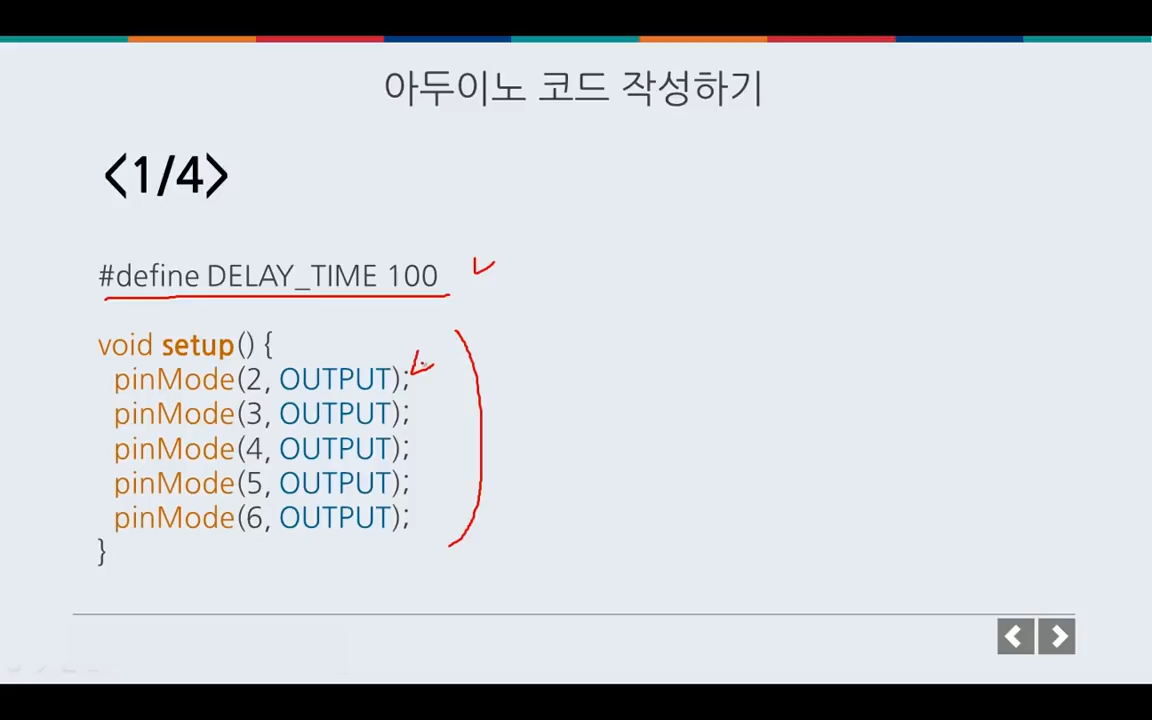 아두이노 코드 작성하기
<1/4>
#define DELAY_TIME 100
void setup() {
pinMode(2, OUTPUT);
pinMode(3, OUTPUT);
pinMode(4, OUTPUT);
pinMode(5, OUTPUT);
pinMode(6, OUTPUT);
}